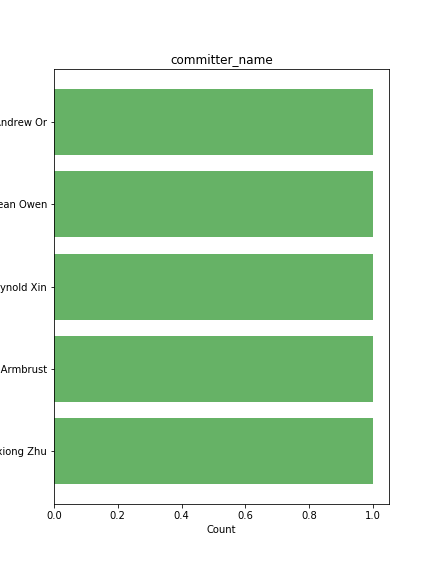 committer_name
Andrew Or
ean Owen
ynold Xin
Armbrust
xiong Zhu
0.0 0.2 0.4 0.6 0.8 1.0
Count